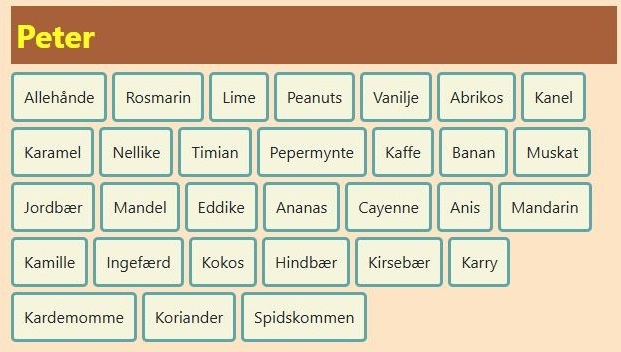 Peter
Allehånde Rosmarin Lime Peanuts Vanilje Abrikos Kanel
Karamel Nellike Timian Pepermynte Kaffe Banan Muskat
Jordbær Mandel Eddike Ananas Cayenne Anis Mandarin
Kamille Ingefærd Kokos Hindbær Kirsebær Karry
Kardemomme Koriander Spidskommen